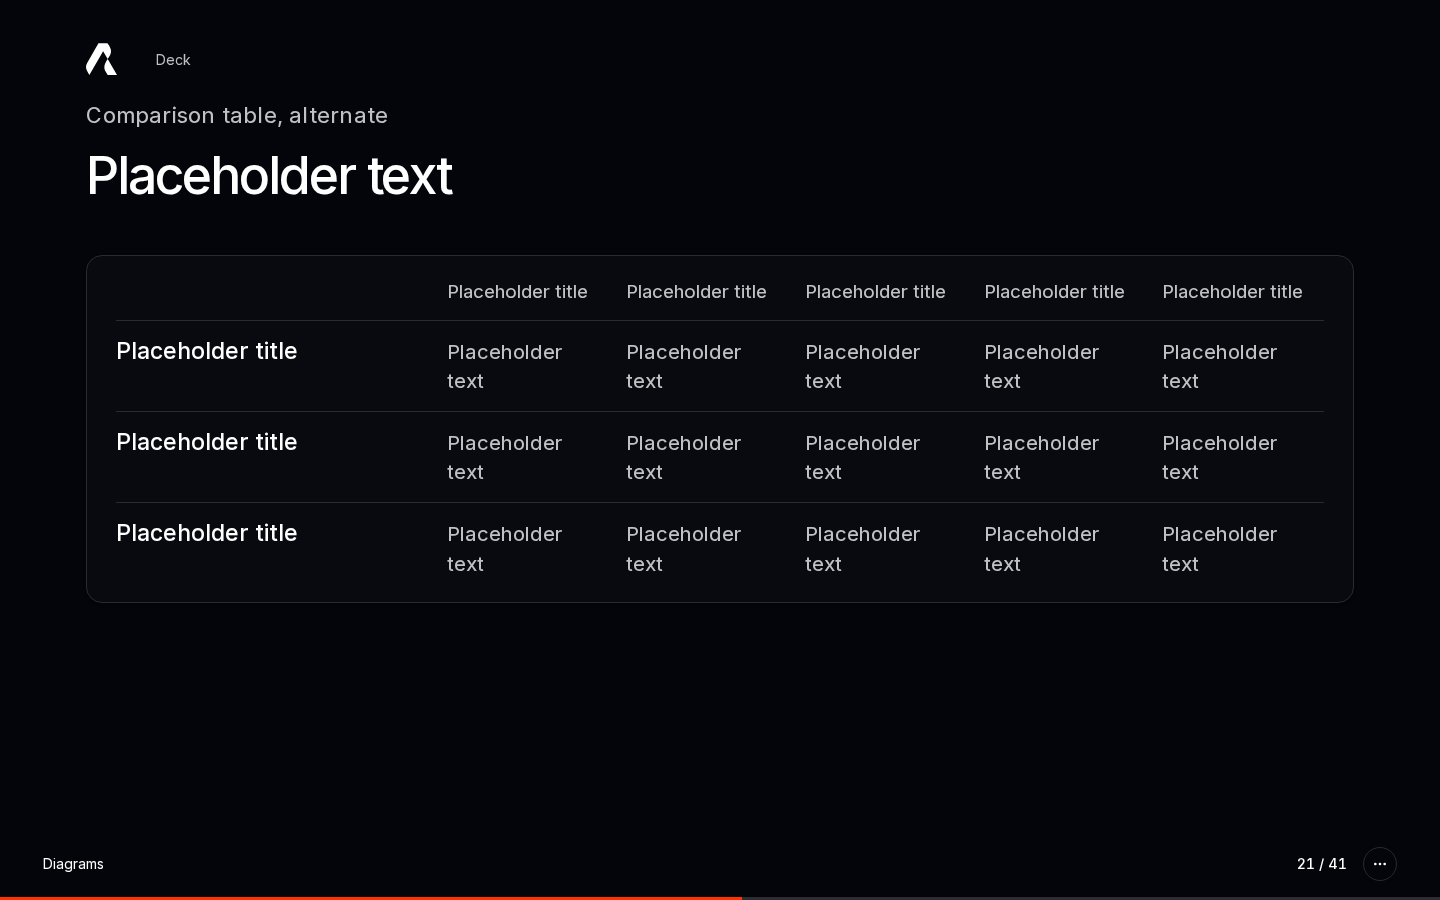 Deck
Comparison table, alternate
Placeholder text
Placeholder title Placeholder title Placeholder title Placeholder title Placeholder title
Placeholder title Placeholder Placeholder Placeholder Placeholder Placeholder
text text text text text
Placeholder title Placeholder Placeholder Placeholder Placeholder Placeholder
text text text text text
Placeholder title Placeholder Placeholder Placeholder Placeholder Placeholder
text text text text text
Diagrams
21 / 41